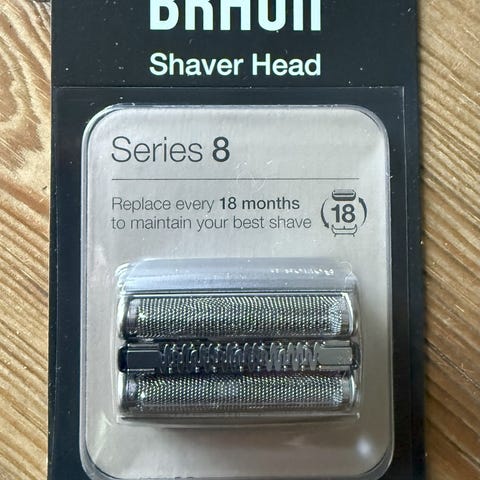 BRAUN
Shaver Head
Series 8
Replace every 18 months
to maintain your best shave
18